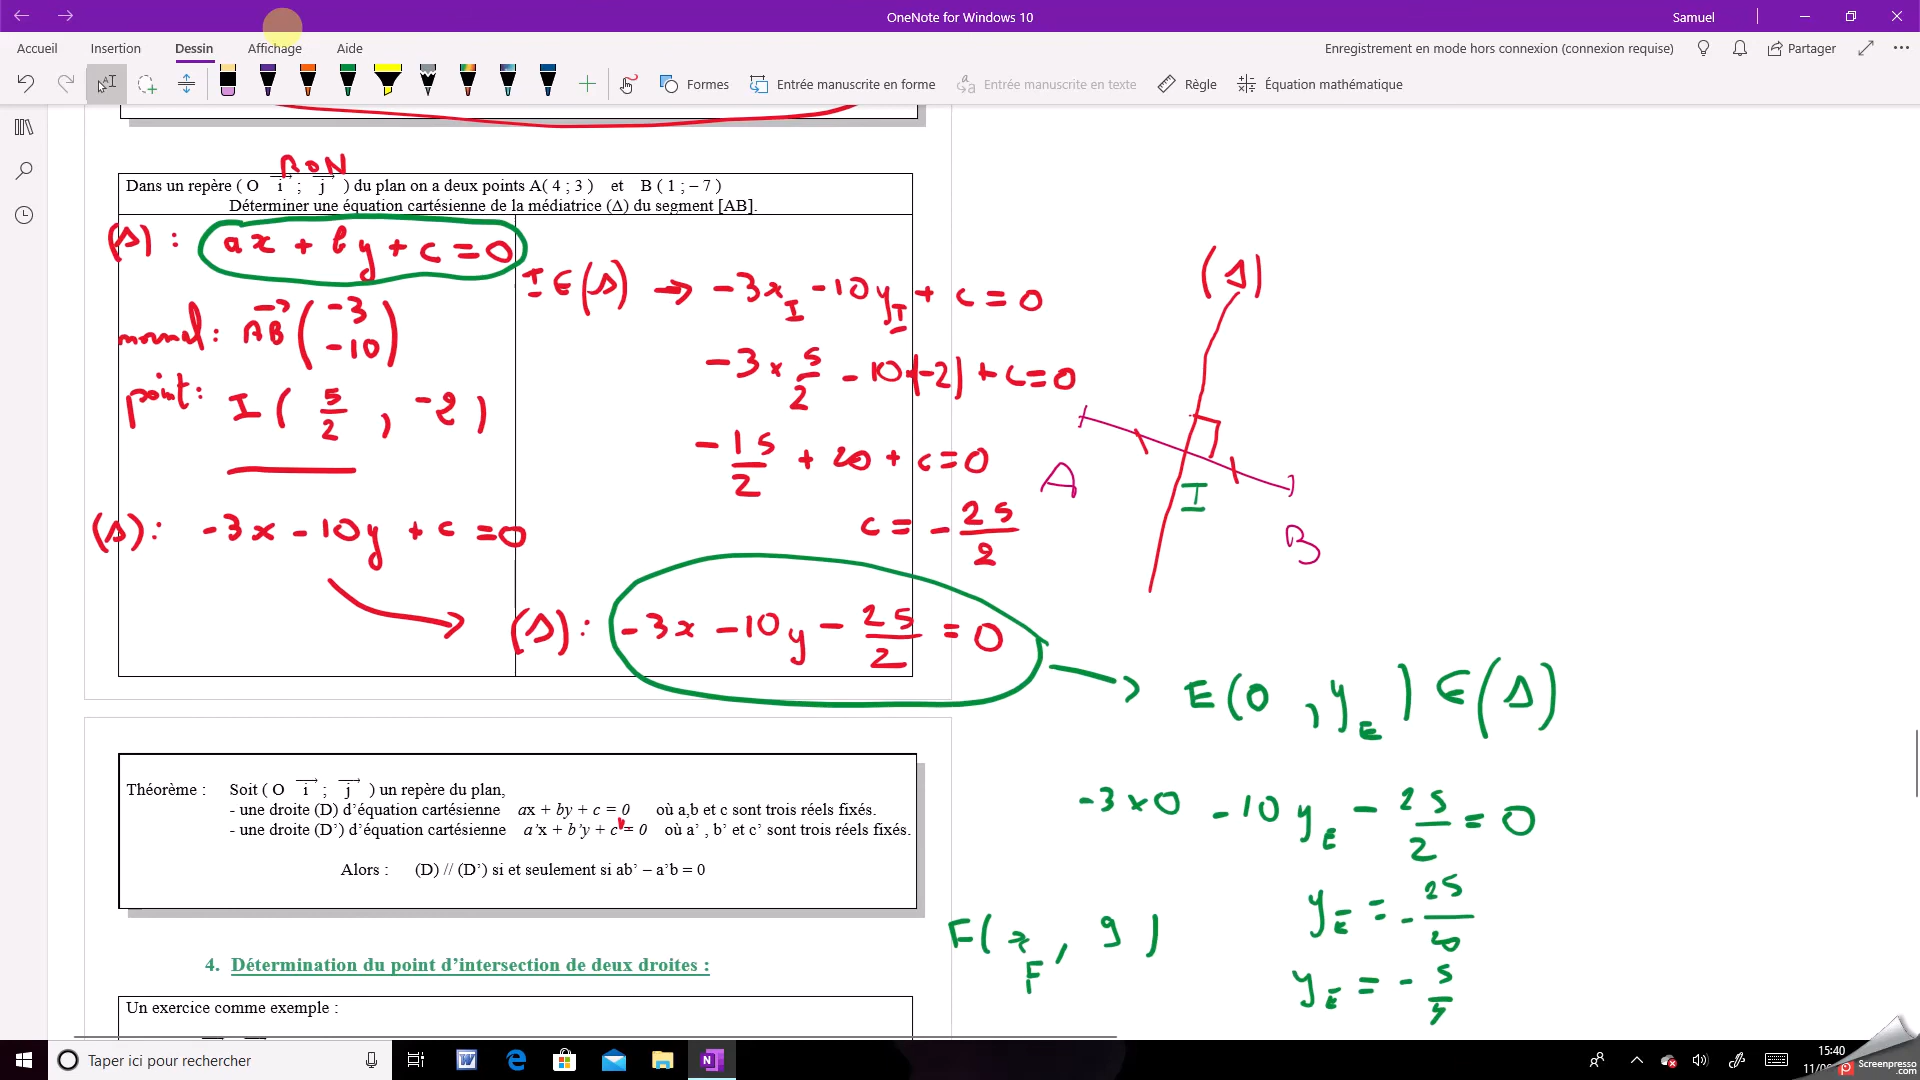 OneNote for Windows 10
Samuel
Accueil Insertion Dessin Affichage Aide
Enregistrement en mode hors connexion (connexion requise)
Partager
Formes
Entrée manuscrite en forme
Entrée manuscrite en texte
Règle
Équation mathématique
RON
Dans un repère ( O i ; j ) du plan on a deux points A( 4 ; 3 ) et B ( 1 ; – 7 )
Déterminer une équation cartésienne de la médiatrice (Δ) du segment [AB].
(Δ) : ax + by + c = 0
normal : AB ( -3 -10 )
point : I ( 5/2 , -2 )
(Δ) : -3x - 10y + c = 0
I ∈ (Δ) → -3x_I - 10y_I + c = 0
-3 × 5/2 - 10(-2) + c = 0
- 15/2 + 20 + c = 0
c = - 25/2
(Δ) : -3x - 10y - 25/2 = 0
(Δ)
A
I
B
E(0 , y_E) ∈ (Δ)
-3×0 - 10y_E - 25/2 = 0
y_E = - 25/20
y_E = - 5/4
F( x_F , 9 )
Théorème : Soit ( O i ; j ) un repère du plan,
- une droite (D) d’équation cartésienne ax + by + c = 0 où a,b et c sont trois réels fixés.
- une droite (D’) d’équation cartésienne a’x + b’y + c’ = 0 où a’ , b’ et c’ sont trois réels fixés.
Alors : (D) // (D’) si et seulement si ab’ – a’b = 0
4. Détermination du point d’intersection de deux droites :
Un exercice comme exemple :
Taper ici pour rechercher
15:40
Screenpresso
.com